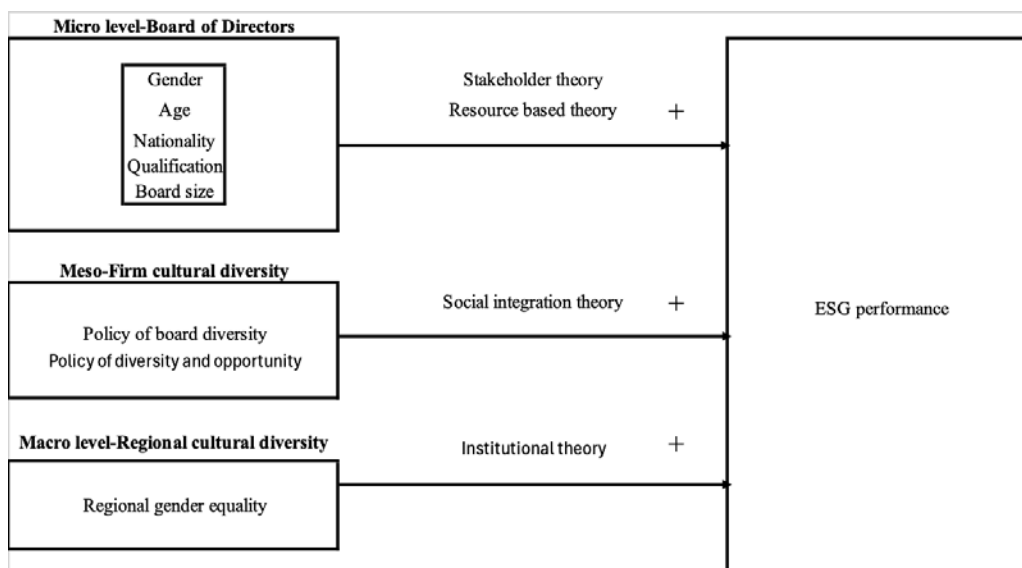 Micro level-Board of Directors
Gender
Age
Nationality
Qualification
Board size
Stakeholder theory
Resource based theory +
Meso-Firm cultural diversity
Policy of board diversity
Policy of diversity and opportunity
Social integration theory +
ESG performance
Macro level-Regional cultural diversity
Regional gender equality
Institutional theory +